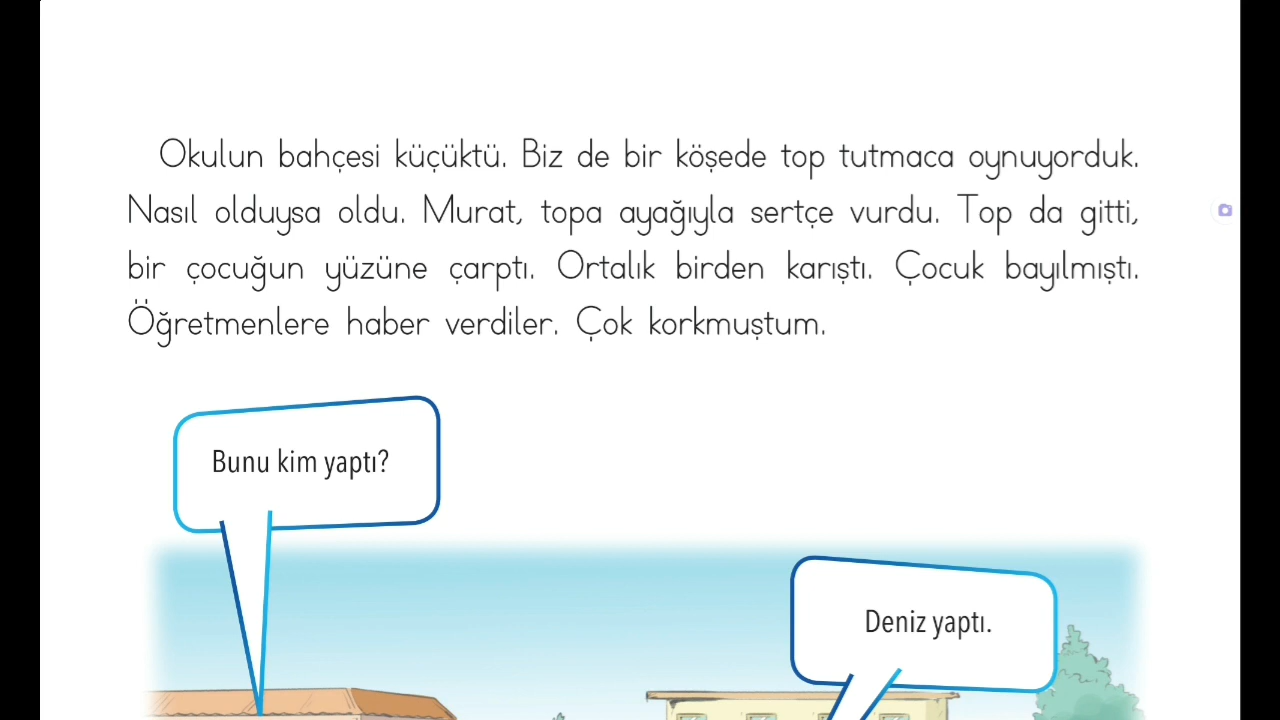 Okulun bahçesi küçüktü. Biz de bir köşede top tutmaca oynuyorduk.
Nasıl olduysa oldu. Murat, topa ayağıyla sertçe vurdu. Top da gitti,
bir çocuğun yüzüne çarptı. Ortalık birden karıştı. Çocuk bayılmıştı.
Öğretmenlere haber verdiler. Çok korkmuştum.
Bunu kim yaptı?
Deniz yaptı.